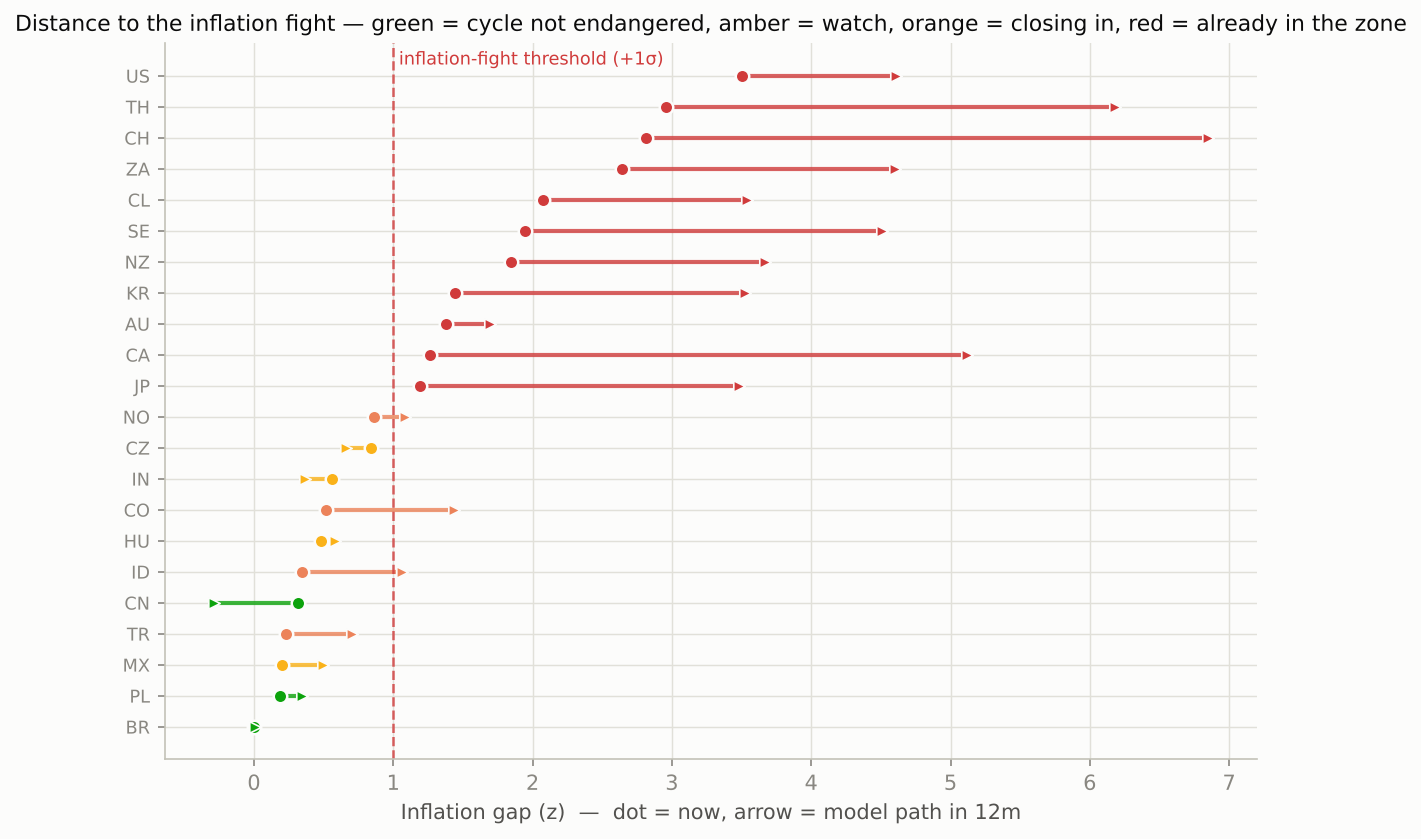 Distance to the inflation fight — green = cycle not endangered, amber = watch, orange = closing in, red = already in the zone
inflation-fight threshold (+1σ)
US
TH
CH
ZA
CL
SE
NZ
KR
AU
CA
JP
NO
CZ
IN
CO
HU
ID
CN
TR
MX
PL
BR
0 1 2 3 4 5 6 7
Inflation gap (z) — dot = now, arrow = model path in 12m